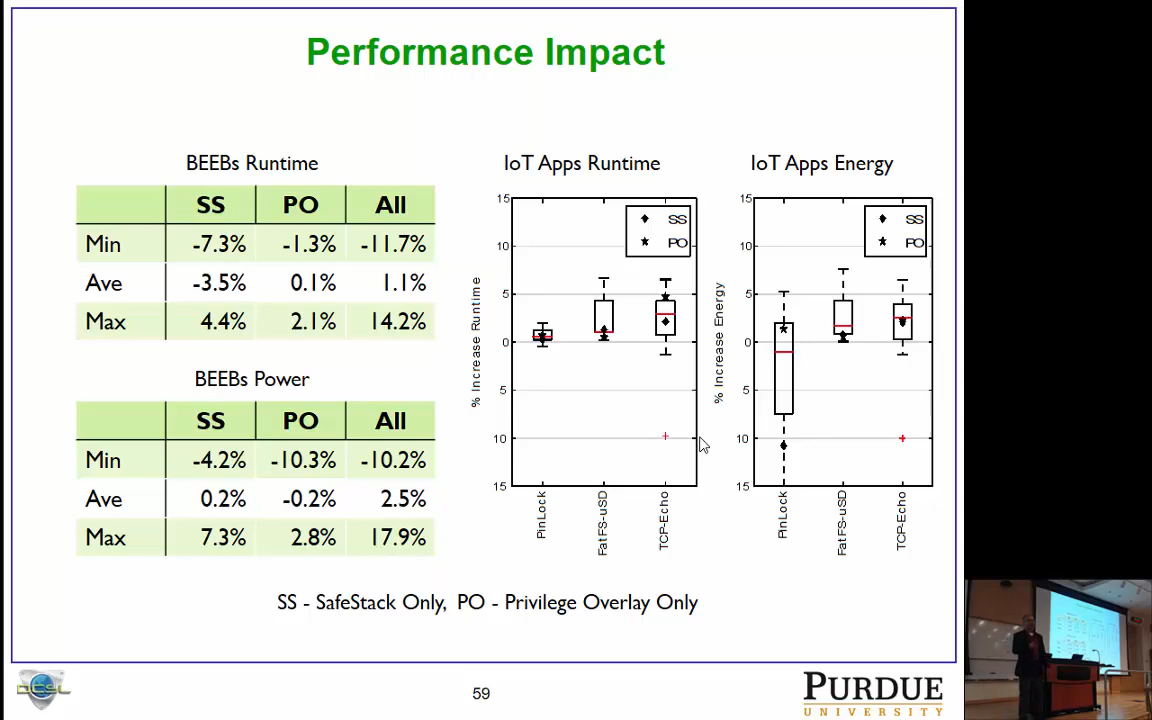 Performance Impact
BEEBs Runtime
SS PO All
Min -7.3% -1.3% -11.7%
Ave -3.5% 0.1% 1.1%
Max 4.4% 2.1% 14.2%
BEEBs Power
SS PO All
Min -4.2% -10.3% -10.2%
Ave 0.2% -0.2% 2.5%
Max 7.3% 2.8% 17.9%
IoT Apps Runtime
% Increase Runtime
15
10
5
0
5
10
15
SS
PO
PinLock
FatFS-uSD
TCP-Echo
IoT Apps Energy
% Increase Energy
15
10
5
0
5
10
15
SS
PO
PinLock
FatFS-uSD
TCP-Echo
SS - SafeStack Only, PO - Privilege Overlay Only
DCSL
59
PURDUE
UNIVERSITY